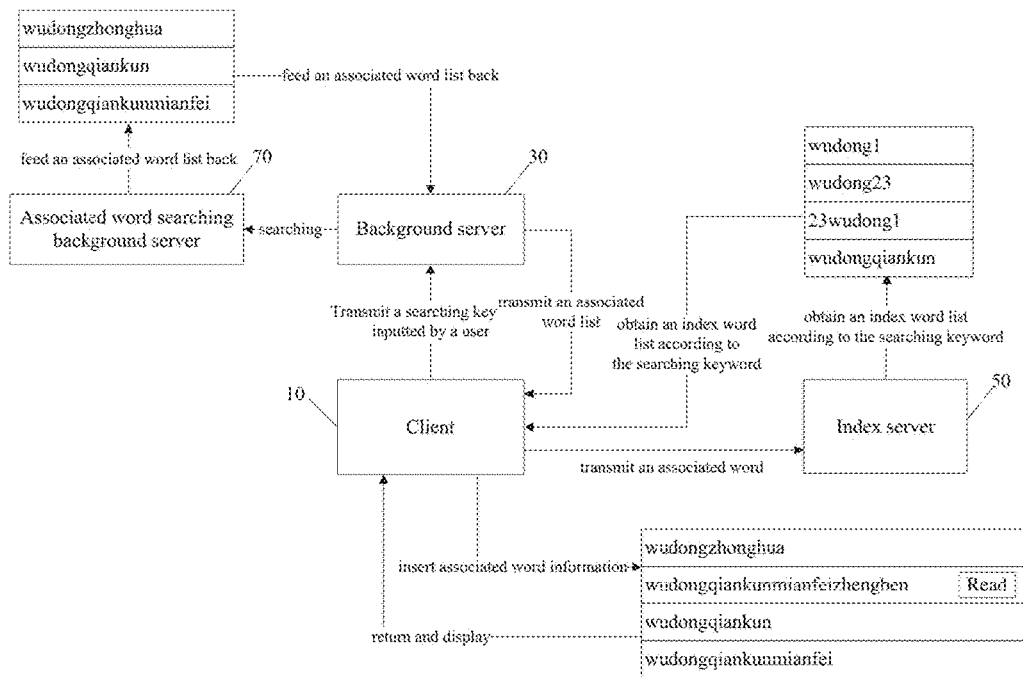 wudongzhonghua
wudongqiankun
wudongqiankunmianfei
feed an associated word list back
feed an associated word list back
70
30
Associated word searching
background server
searching
Background server
wudong1
wudong23
23wudong1
wudongqiankun
Transmit a searching key
inputted by a user
transmit an associated
word list
obtain an index word
list according to
the searching keyword
obtain an index word list
according to the searching keyword
10
50
Client
Index server
transmit an associated word
insert associated word information
wudongzhonghua
wudongqiankunmianfeizhengben
Read
wudongqiankun
return and display
wudongqiankunmianfei